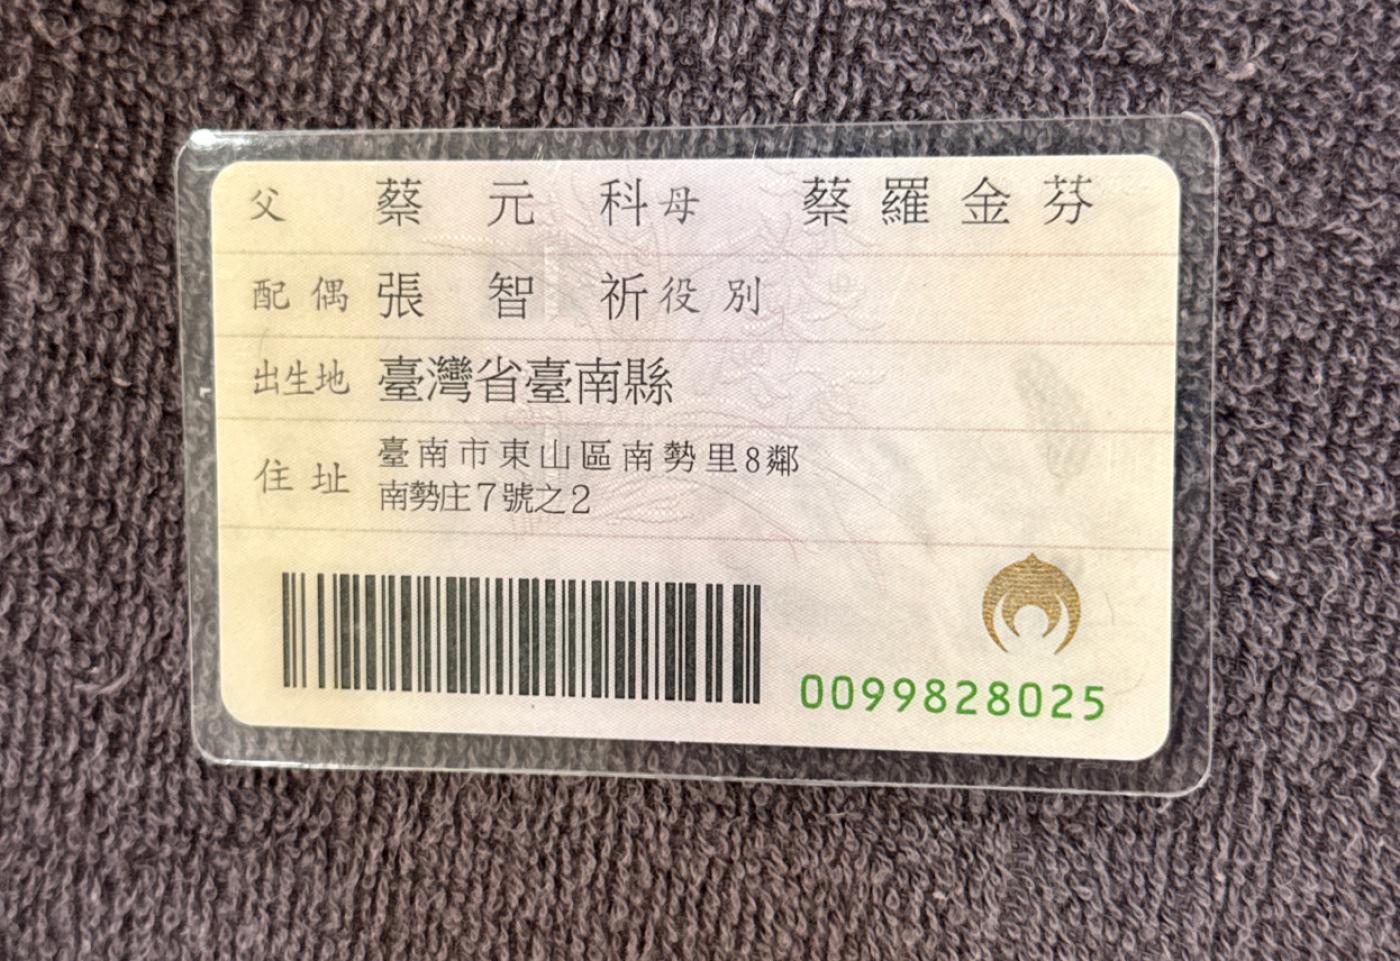 父 蔡元科 母 蔡羅金芬
配偶 張智祈 役別
出生地 臺灣省臺南縣
住址 臺南市東山區南勢里8鄰
南勢庄7號之2
0099828025